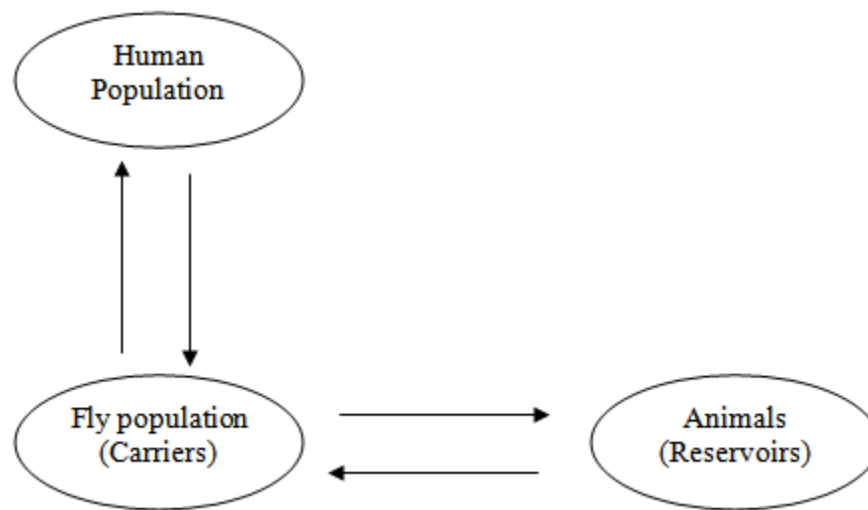 Human
Population
Fly population
(Carriers)
Animals
(Reservoirs)